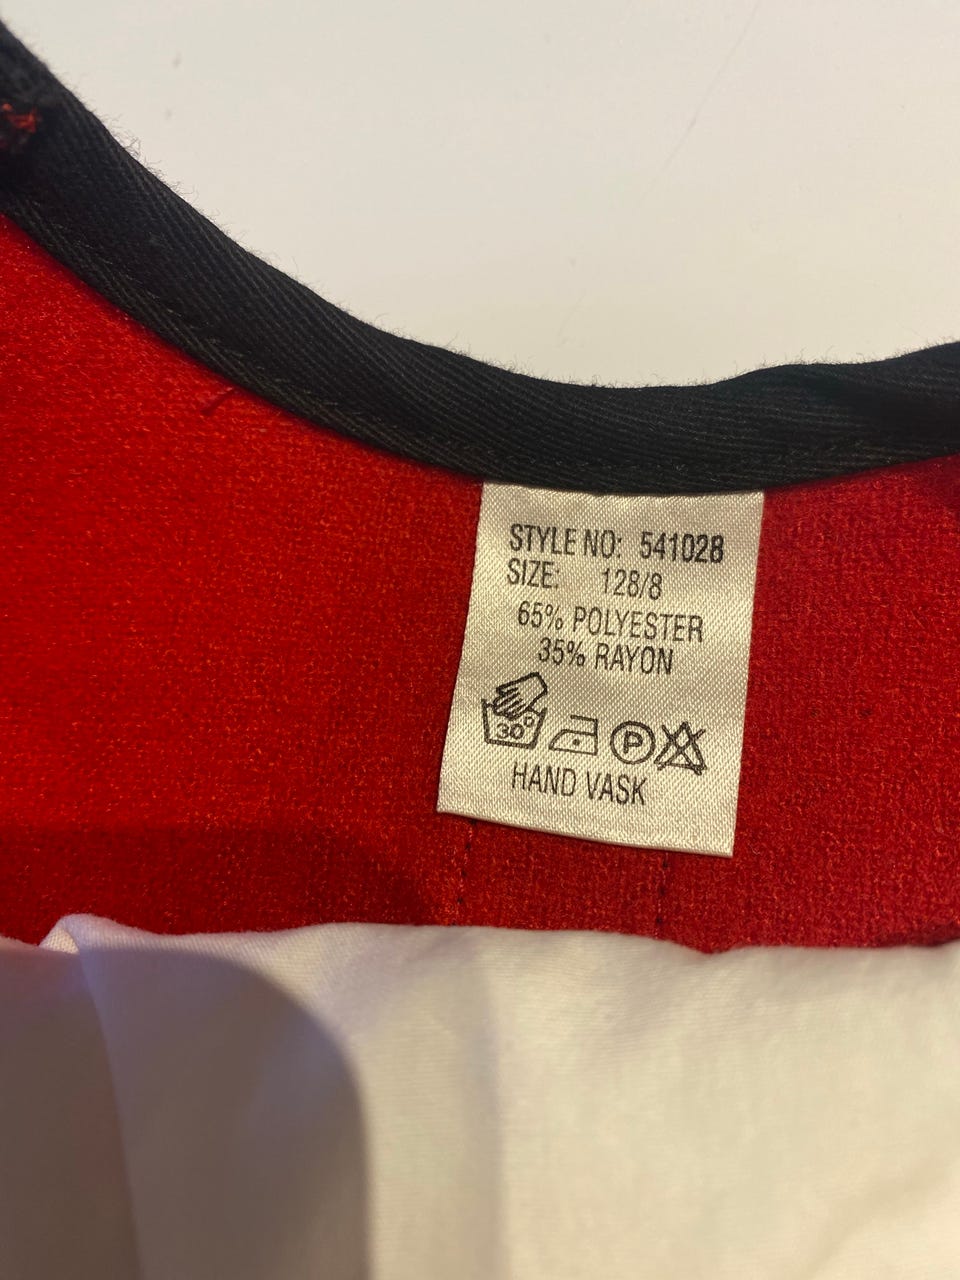 STYLE NO: 541028
SIZE: 128/8
65% POLYESTER
35% RAYON
30°
P
HAND VASK